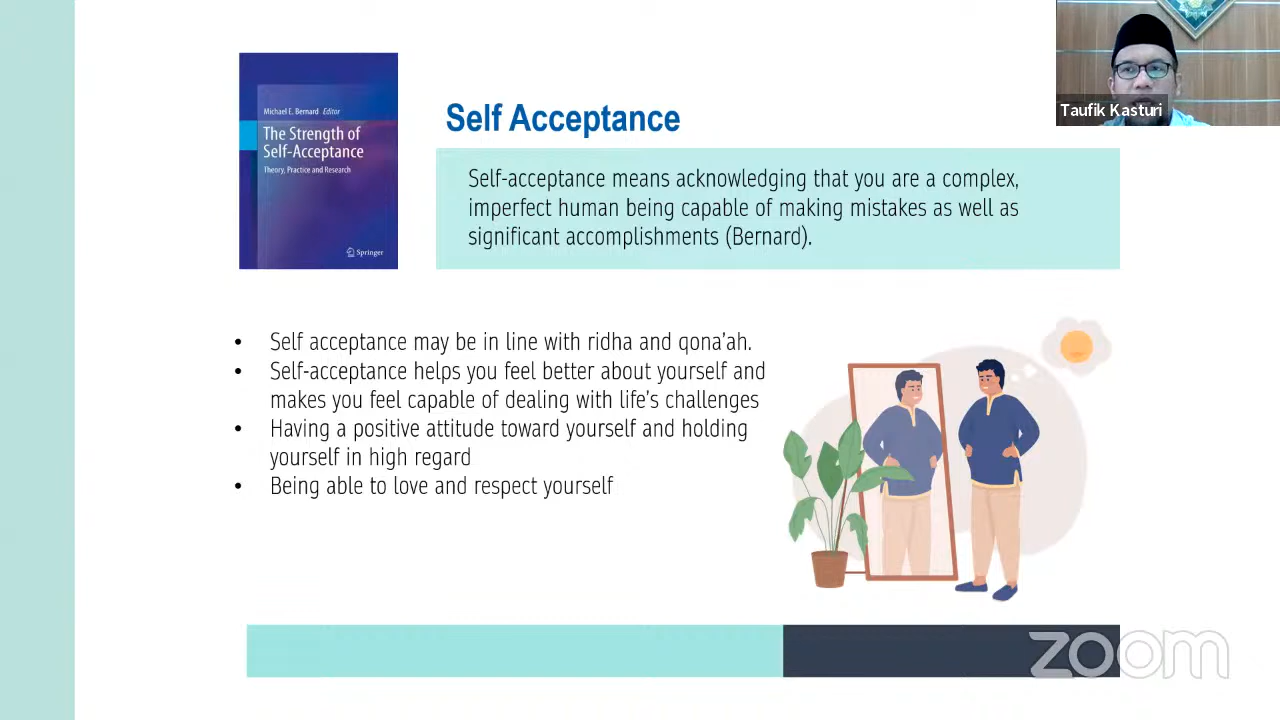 Michael E. Bernard Editor
The Strength of
Self-Acceptance
Theory, Practice and Research
Springer
Self Acceptance
Self-acceptance means acknowledging that you are a complex,
imperfect human being capable of making mistakes as well as
significant accomplishments (Bernard).
Taufik Kasturi
• Self acceptance may be in line with ridha and qona'ah.
• Self-acceptance helps you feel better about yourself and
makes you feel capable of dealing with life's challenges
• Having a positive attitude toward yourself and holding
yourself in high regard
• Being able to love and respect yourself
zoom